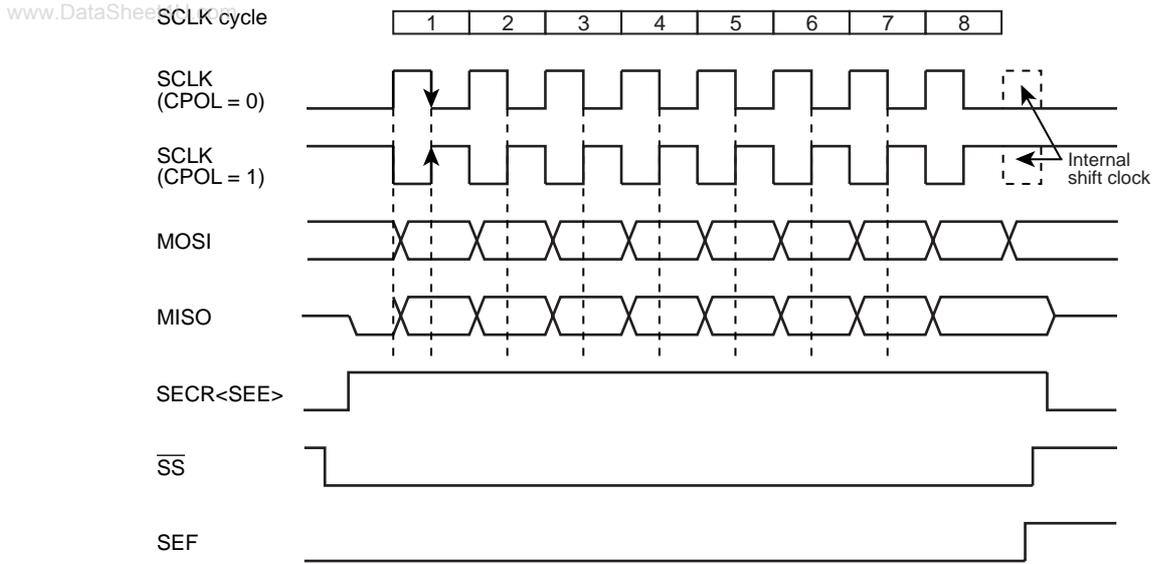 www.DataSheet4U.com
SCLK cycle
1 2 3 4 5 6 7 8
SCLK
(CPOL = 0)
SCLK
(CPOL = 1)
Internal
shift clock
MOSI
MISO
SECR<SEE>
SS
SEF